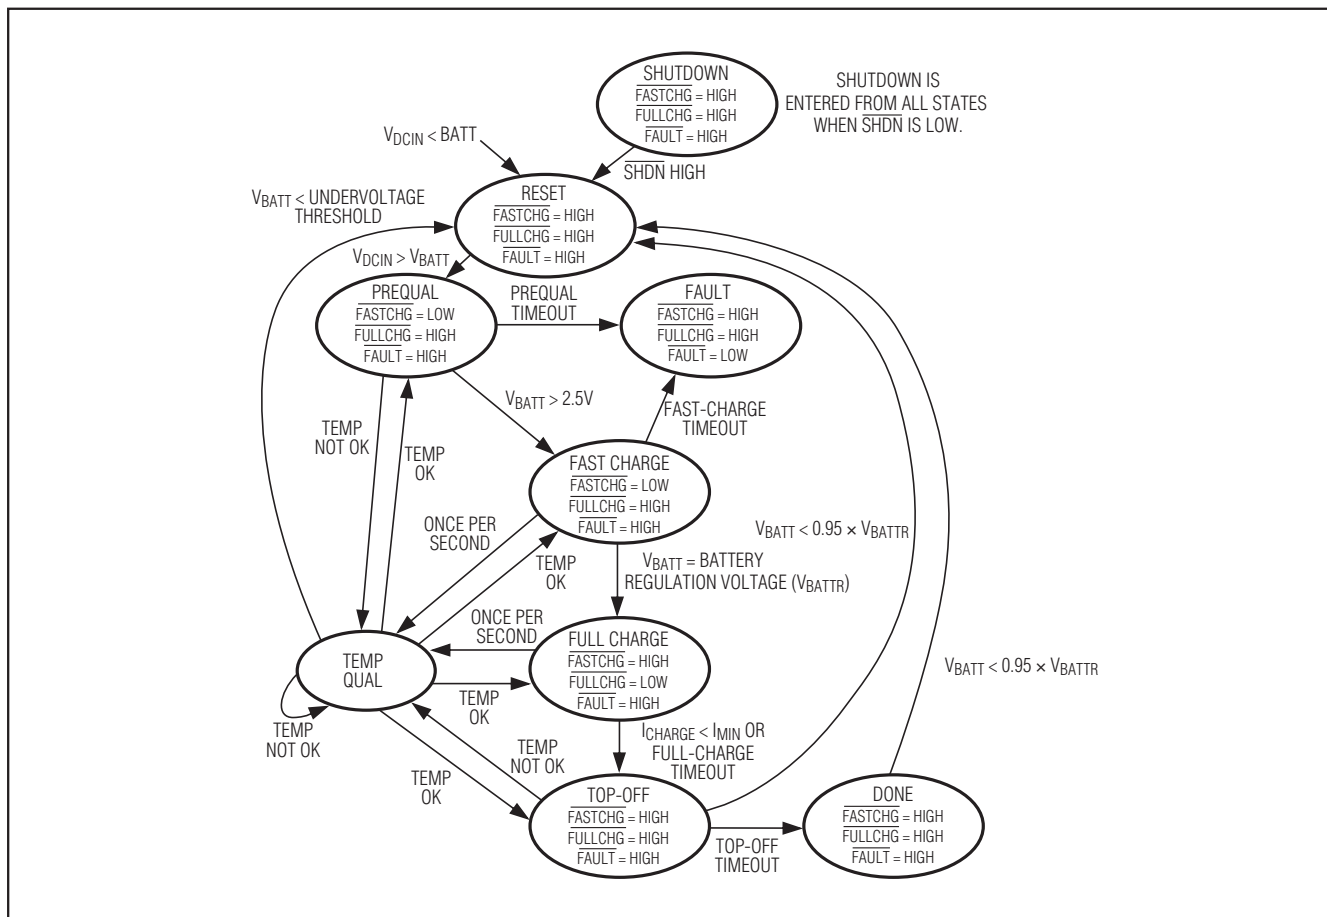 SHUTDOWN
FASTCHG = HIGH
FULLCHG = HIGH
FAULT = HIGH
SHUTDOWN IS
ENTERED FROM ALL STATES
WHEN SHDN IS LOW.
VDCIN < BATT
SHDN HIGH
VBATT < UNDERVOLTAGE
THRESHOLD
RESET
FASTCHG = HIGH
FULLCHG = HIGH
FAULT = HIGH
VDCIN > VBATT
PREQUAL
FASTCHG = LOW
FULLCHG = HIGH
FAULT = HIGH
PREQUAL
TIMEOUT
FAULT
FASTCHG = HIGH
FULLCHG = HIGH
FAULT = LOW
VBATT > 2.5V
FAST-CHARGE
TIMEOUT
TEMP
NOT OK
TEMP
OK
FAST CHARGE
FASTCHG = LOW
FULLCHG = HIGH
FAULT = HIGH
ONCE PER
SECOND
TEMP
OK
VBATT < 0.95 × VBATTR
VBATT = BATTERY
REGULATION VOLTAGE (VBATTR)
ONCE PER
SECOND
FULL CHARGE
FASTCHG = HIGH
FULLCHG = LOW
FAULT = HIGH
TEMP
QUAL
VBATT < 0.95 × VBATTR
TEMP
OK
TEMP
NOT OK
TEMP
NOT OK
TEMP
OK
ICHARGE < IMIN OR
FULL-CHARGE
TIMEOUT
TOP-OFF
FASTCHG = HIGH
FULLCHG = HIGH
FAULT = HIGH
TOP-OFF
TIMEOUT
DONE
FASTCHG = HIGH
FULLCHG = HIGH
FAULT = HIGH